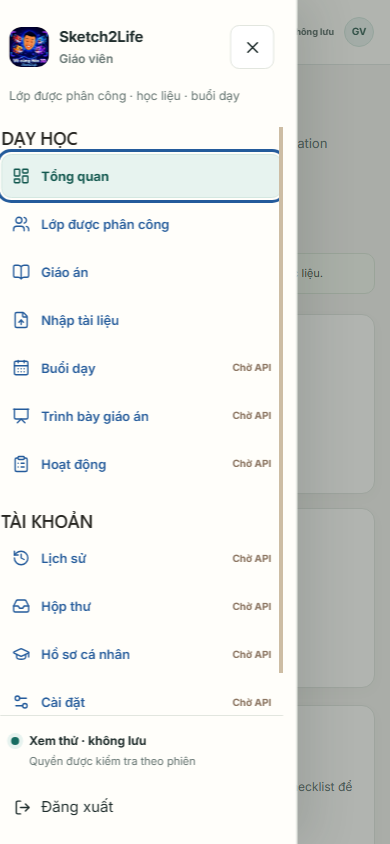 Sketch2Life
Giáo viên
Lớp được phân công · học liệu · buổi dạy
DẠY HỌC
Tổng quan
Lớp được phân công
Giáo án
Nhập tài liệu
Buổi dạy
Chờ API
Trình bày giáo án
Chờ API
Hoạt động
Chờ API
TÀI KHOẢN
Lịch sử
Chờ API
Hộp thư
Chờ API
Hồ sơ cá nhân
Chờ API
Cài đặt
Chờ API
Xem thử · không lưu
Quyền được kiểm tra theo phiên
Đăng xuất
không lưu
GV
ation
liệu.
ecklist để